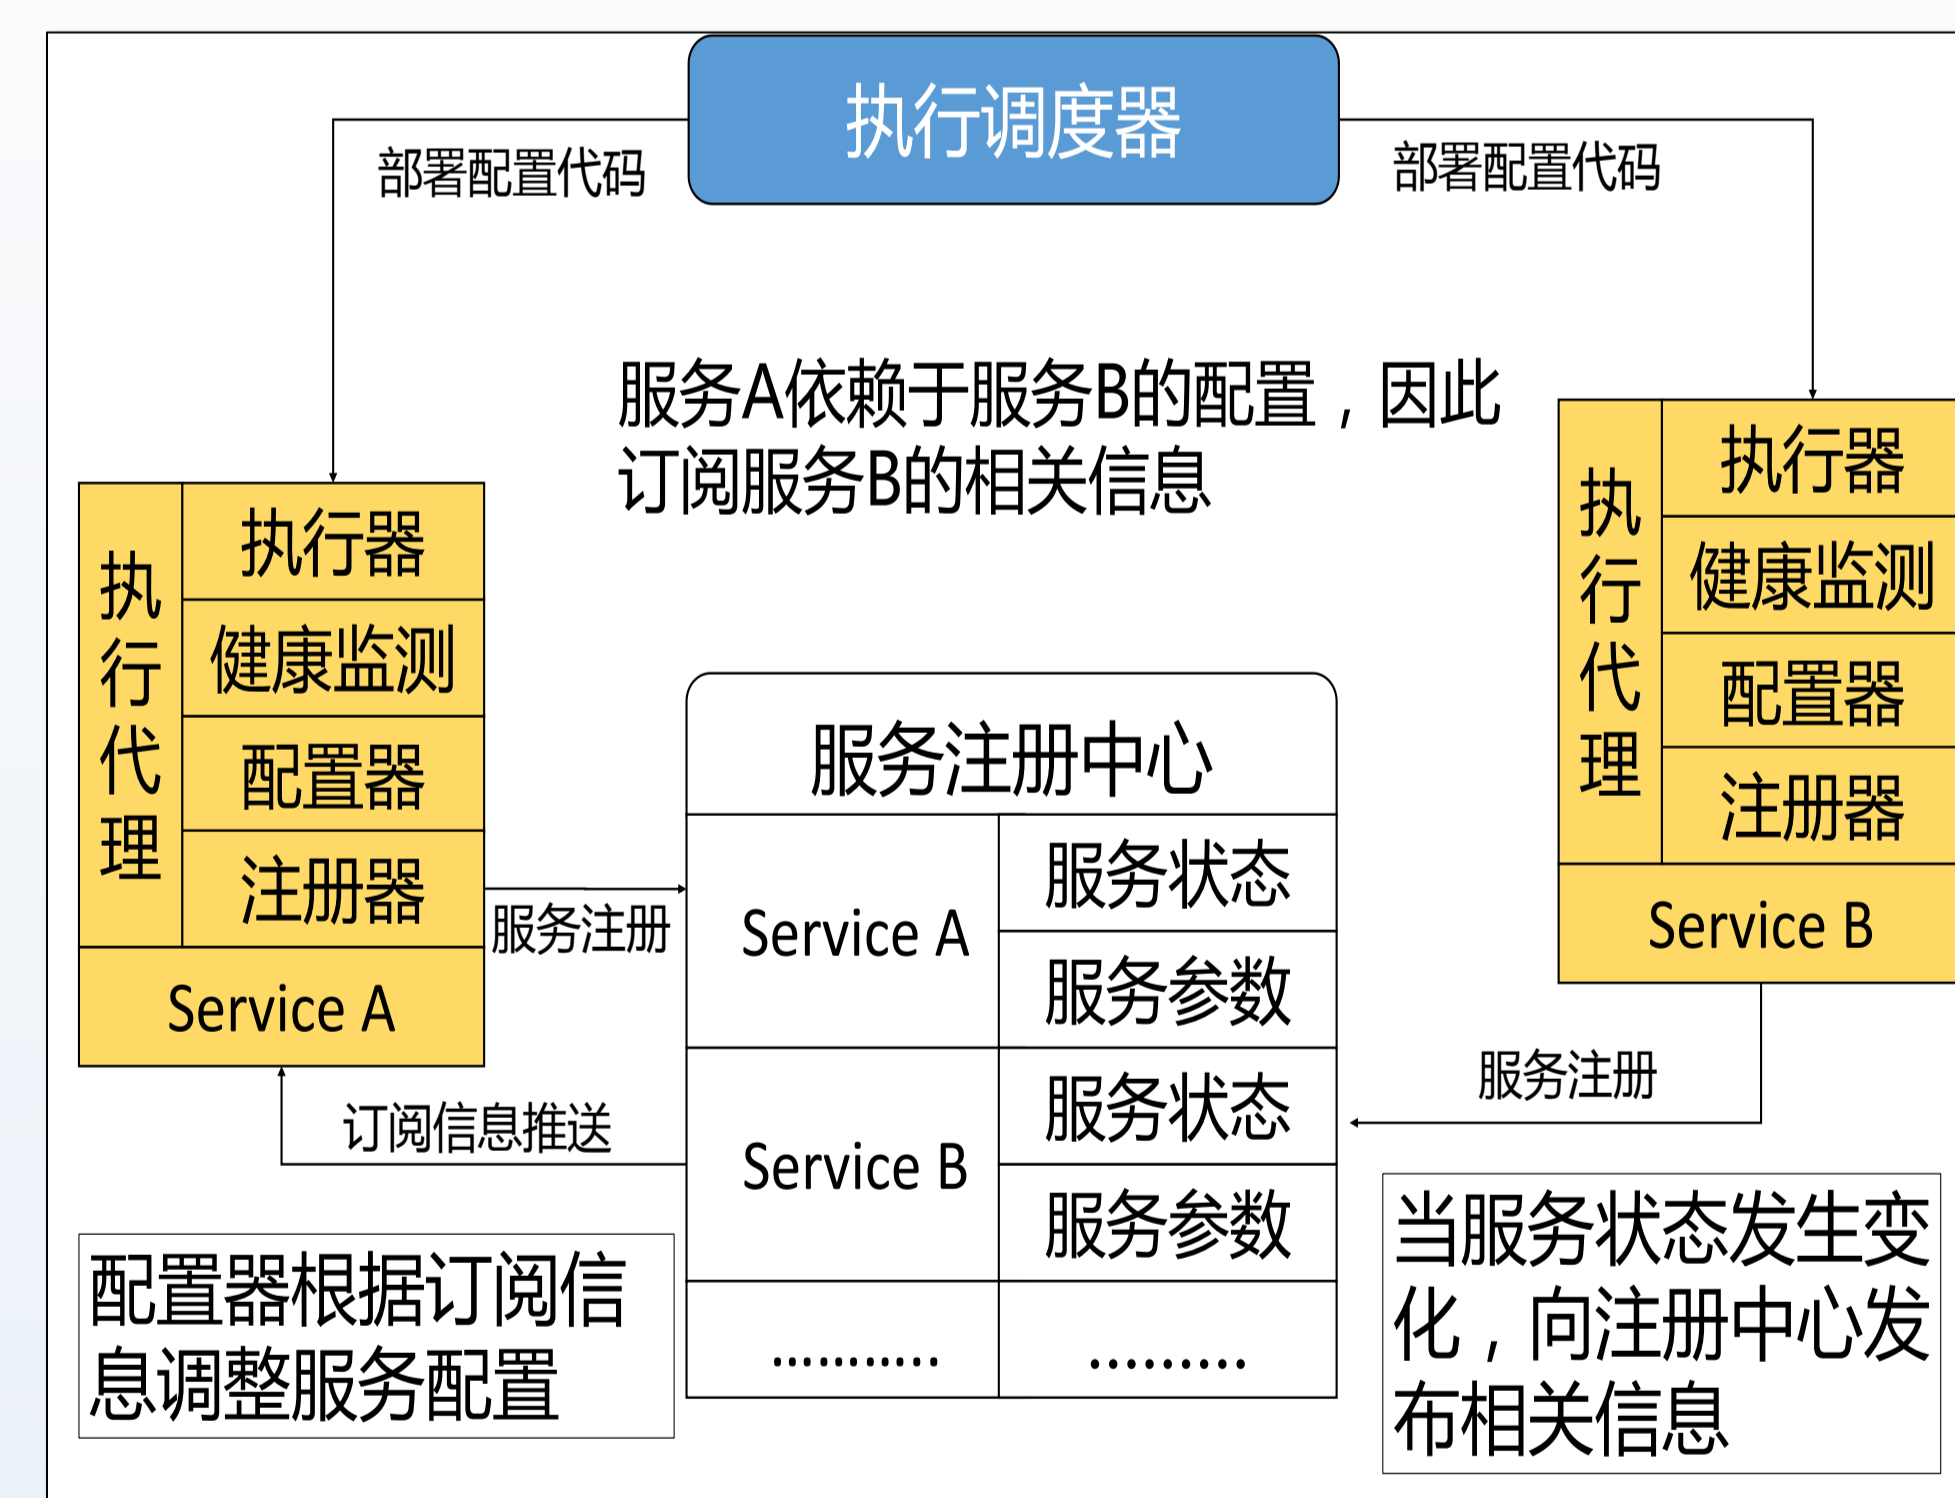 执行调度器
部署配置代码
部署配置代码
服务A依赖于服务B的配置，因此
订阅服务B的相关信息
执行代理
执行器
健康监测
配置器
注册器
Service A
执行代理
执行器
健康监测
配置器
注册器
Service B
服务注册
服务注册中心
Service A
服务状态
服务参数
Service B
服务状态
服务参数
...........
.........
服务注册
订阅信息推送
配置器根据订阅信
息调整服务配置
当服务状态发生变
化，向注册中心发
布相关信息